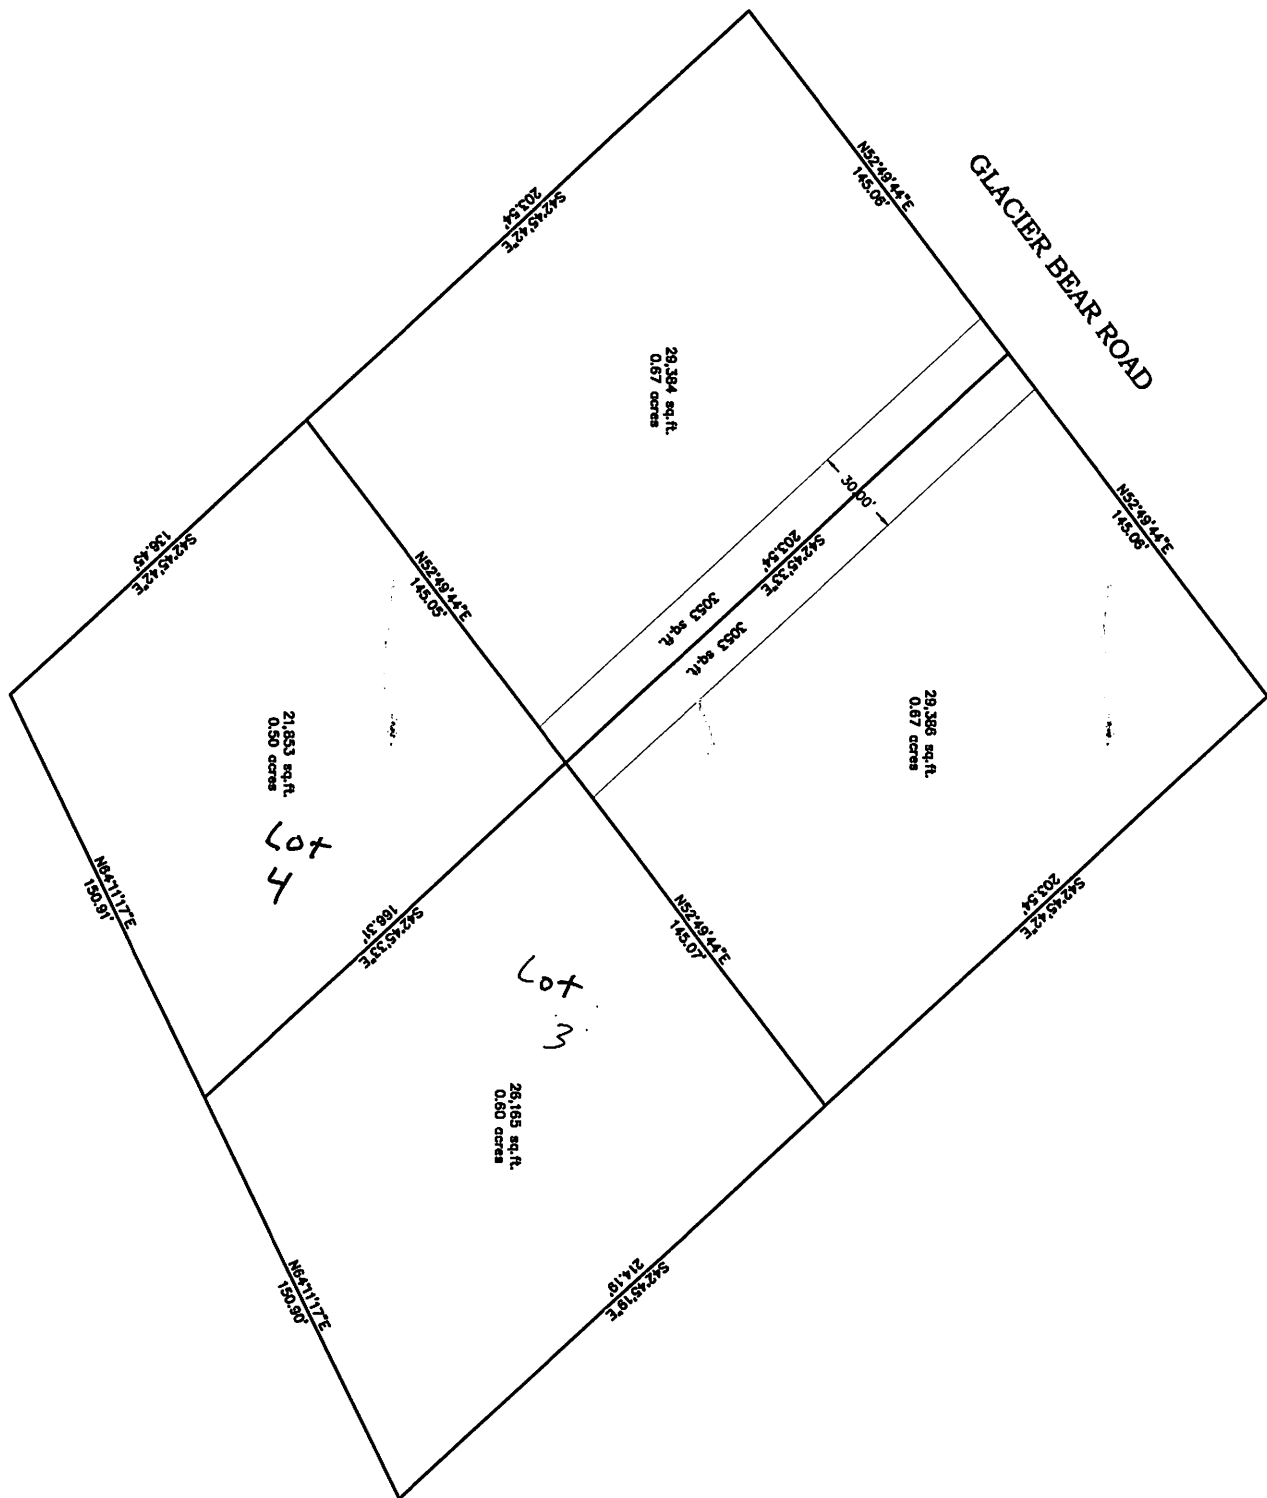 GLACIER BEAR ROAD
N52°49'44"E
145.06'
S42°45'42"E
203.54'
29,384 sq.ft.
0.67 acres
30.00'
N52°49'44"E
145.06'
S42°45'33"E
203.54'
3053 sq.ft.
3053 sq.ft.
29,386 sq.ft.
0.67 acres
S42°45'42"E
136.45'
N52°49'44"E
145.05'
21,853 sq.ft.
0.50 acres
Lot
4
N64°11'17"E
150.91'
S42°45'33"E
166.31'
N52°49'44"E
145.07'
S42°45'42"E
203.54'
Lot
3
26,165 sq.ft.
0.60 acres
S42°45'19"E
214.19'
N64°11'17"E
150.90'